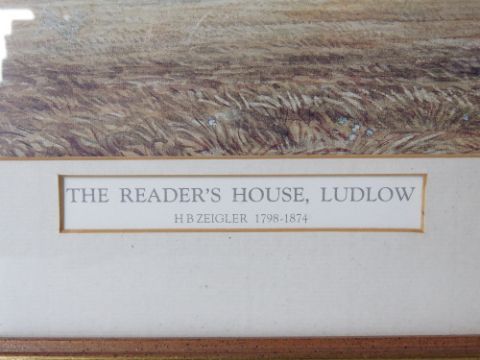 THE READER'S HOUSE, LUDLOW
H B ZEIGLER 1798-1874